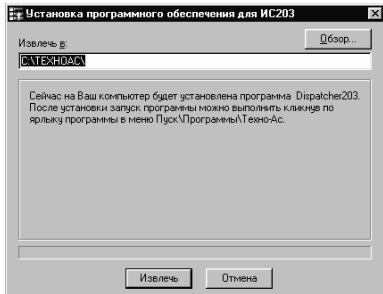 Установка программного обеспечения для ИС203
Извлечь в:
Обзор...
C:\ТЕХНОАС\
Сейчас на Ваш компьютер будет установлена программа Dispatcher203.
После установки запуск программы можно выполнить кликнув по
ярлыку программы в меню Пуск\Программы\Техно-Ас.
Извлечь
Отмена